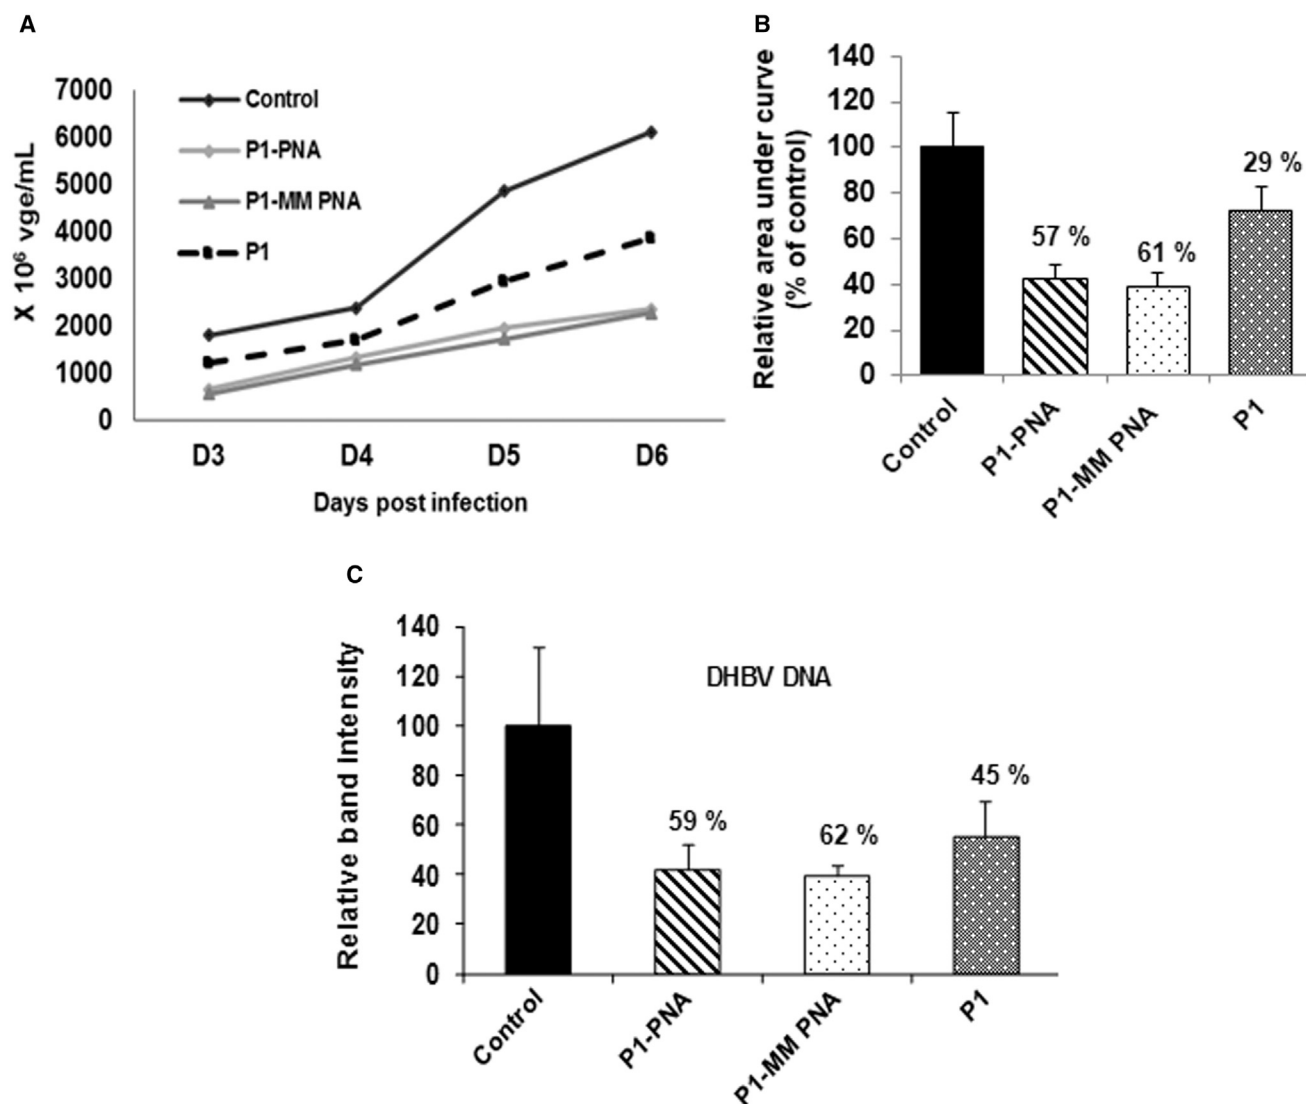 A
X 10⁶ vge/mL
7000
6000
5000
4000
3000
2000
1000
0
Control
P1-PNA
P1-MM PNA
P1
D3 D4 D5 D6
Days post infection
B
Relative area under curve
(% of control)
140
120
100
80
60
40
20
0
57 %
61 %
29 %
Control
P1-PNA
P1-MM PNA
P1
C
Relative band Intensity
140
120
100
80
60
40
20
0
DHBV DNA
59 %
62 %
45 %
Control
P1-PNA
P1-MM PNA
P1